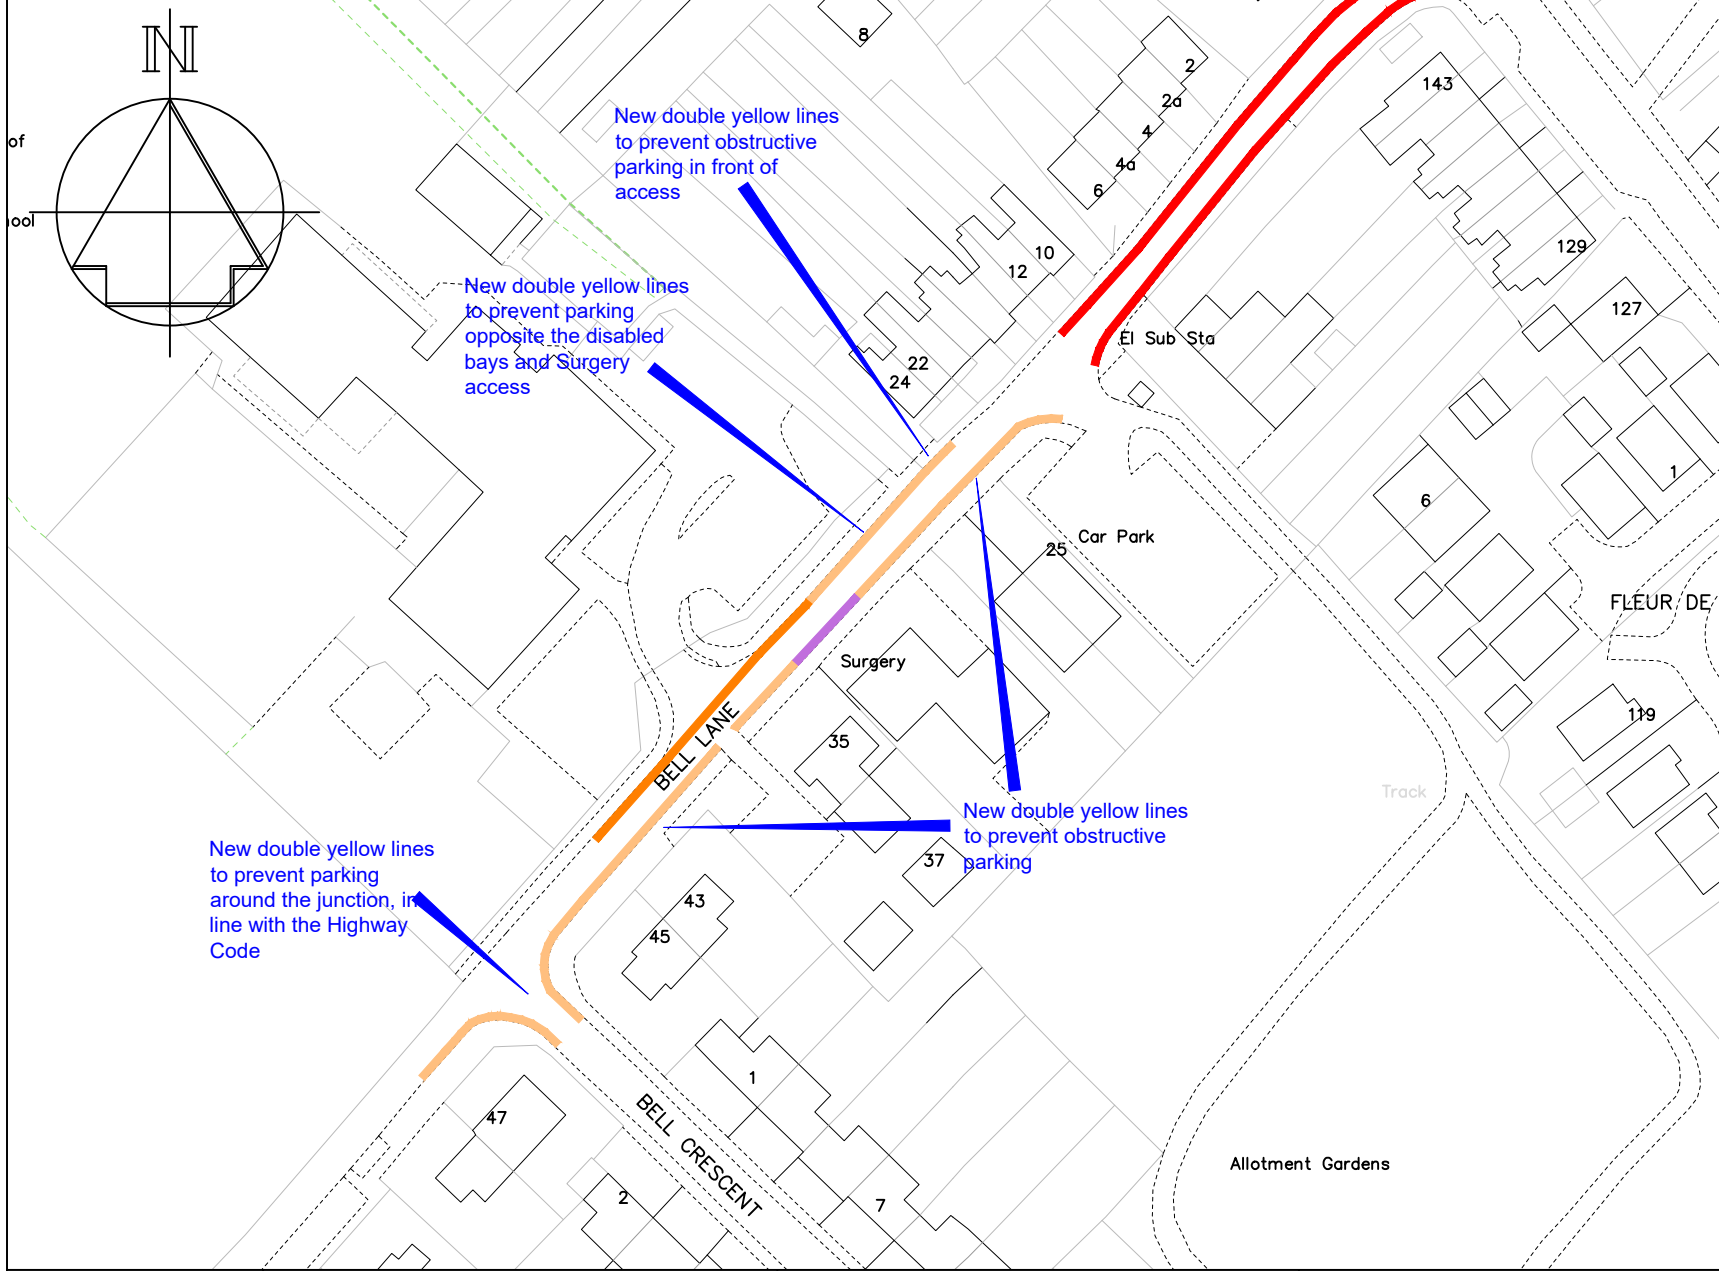 N
of
ool
8
2
2a
4
4a
6
10
12
22
24
143
129
127
El Sub Sta
New double yellow lines
to prevent obstructive
parking in front of
access
New double yellow lines
to prevent parking
opposite the disabled
bays and Surgery
access
1
6
Car Park
25
FLEUR DE
Surgery
119
35
BELL LANE
Track
New double yellow lines
to prevent obstructive
parking
37
New double yellow lines
to prevent parking
around the junction, in
line with the Highway
Code
43
45
1
47
BELL CRESCENT
Allotment Gardens
2
7